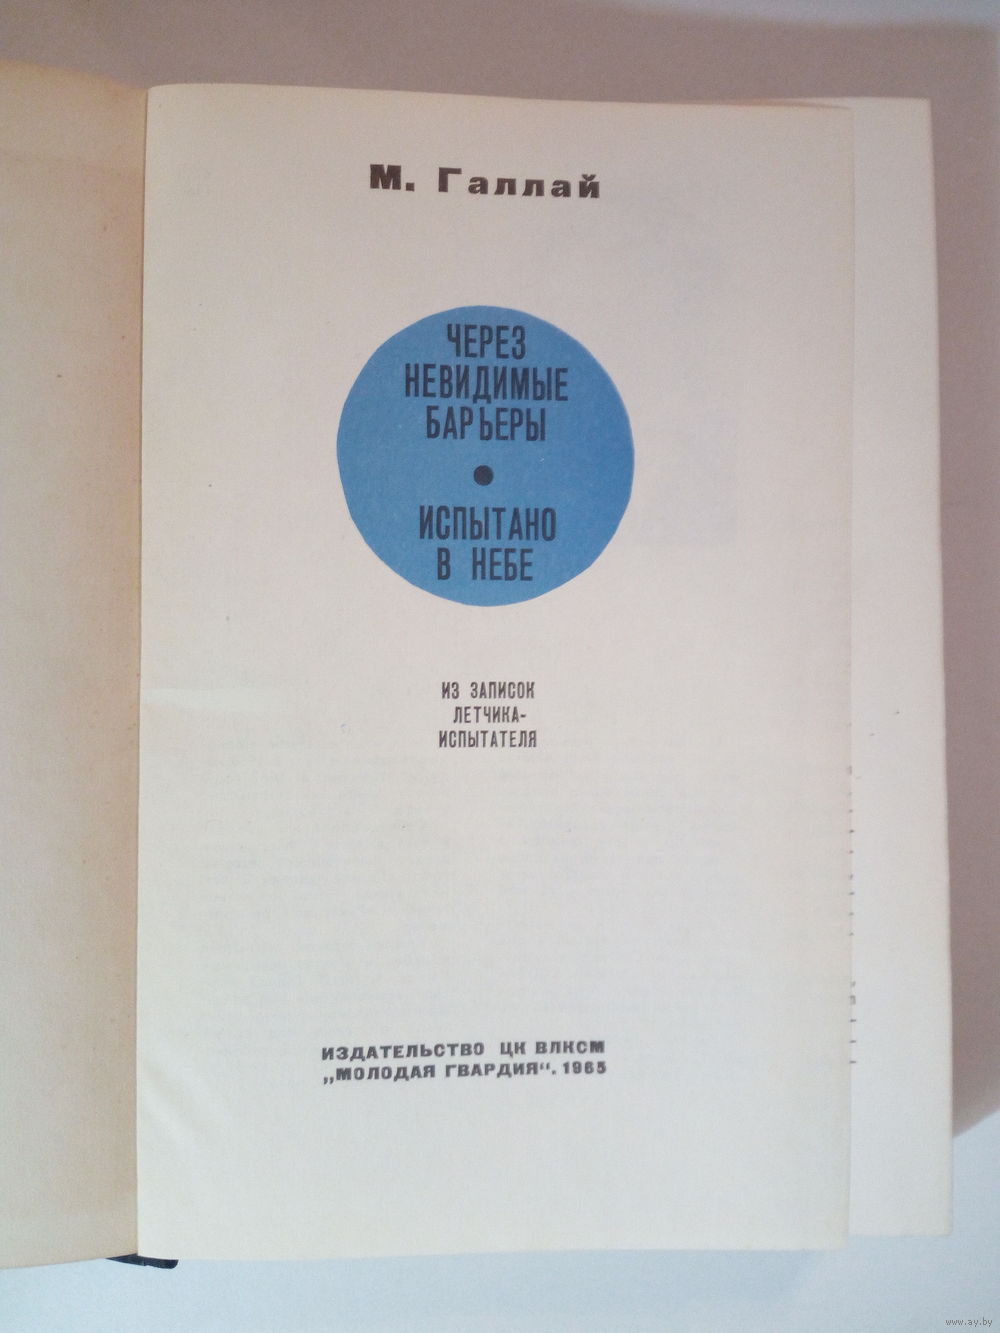 М. Галлай
ЧЕРЕЗ
НЕВИДИМЫЕ
БАРЬЕРЫ
ИСПЫТАНО
В НЕБЕ
ИЗ ЗАПИСОК
ЛЕТЧИКА-
ИСПЫТАТЕЛЯ
ИЗДАТЕЛЬСТВО ЦК ВЛКСМ
„МОЛОДАЯ ГВАРДИЯ“. 1965
www.ay.by